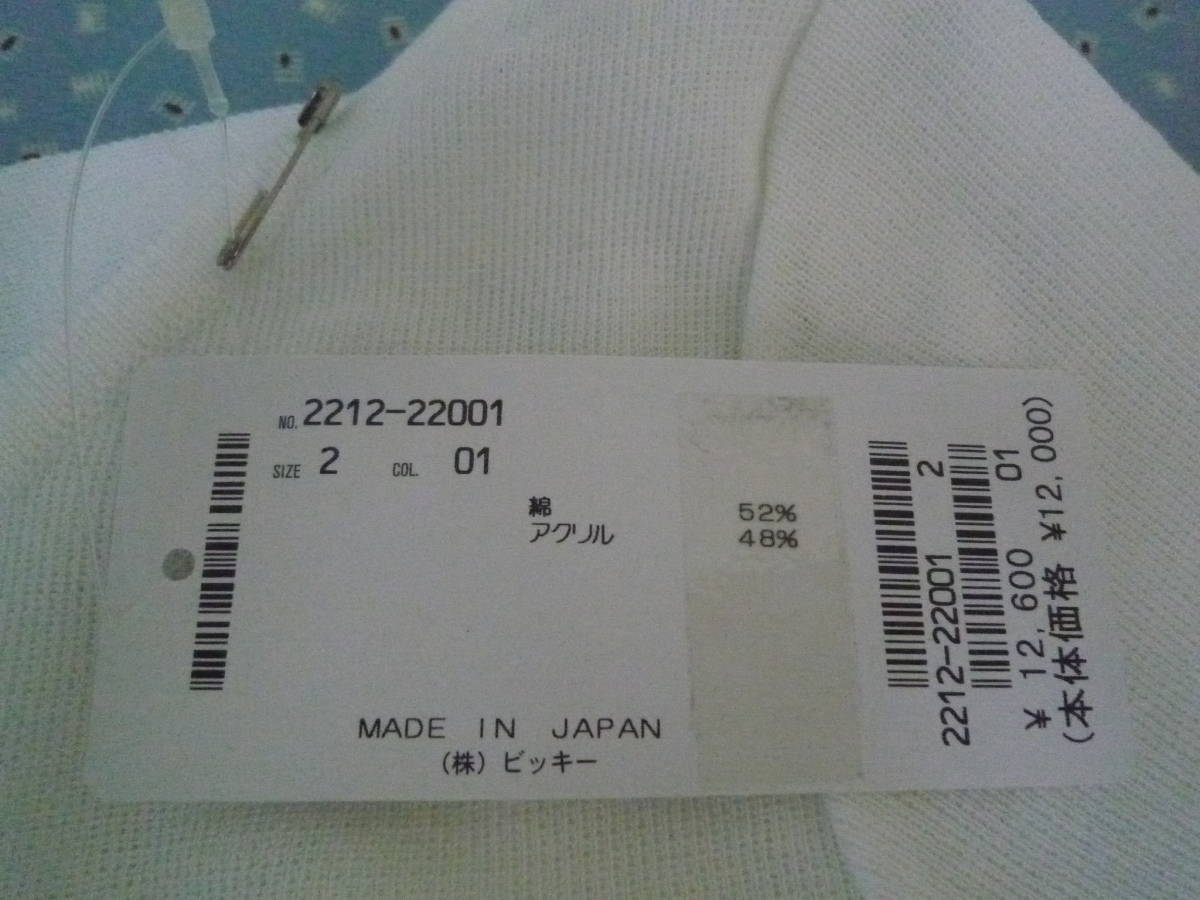 NO. 2212-22001
SIZE 2 COL. 01
綿 52%
アクリル 48%
MADE IN JAPAN
(株) ビッキー
2212-22001 2
01
¥ 12,600
(本体価格 ¥12,000)